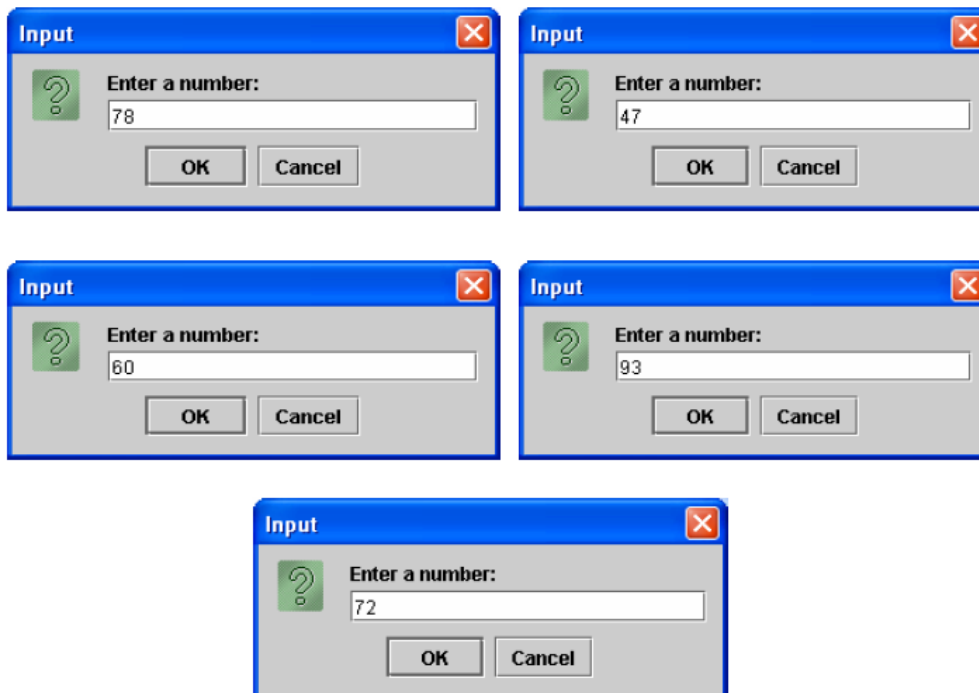 Input
Enter a number:
78
OK Cancel
Input
Enter a number:
47
OK Cancel
Input
Enter a number:
60
OK Cancel
Input
Enter a number:
93
OK Cancel
Input
Enter a number:
72
OK Cancel